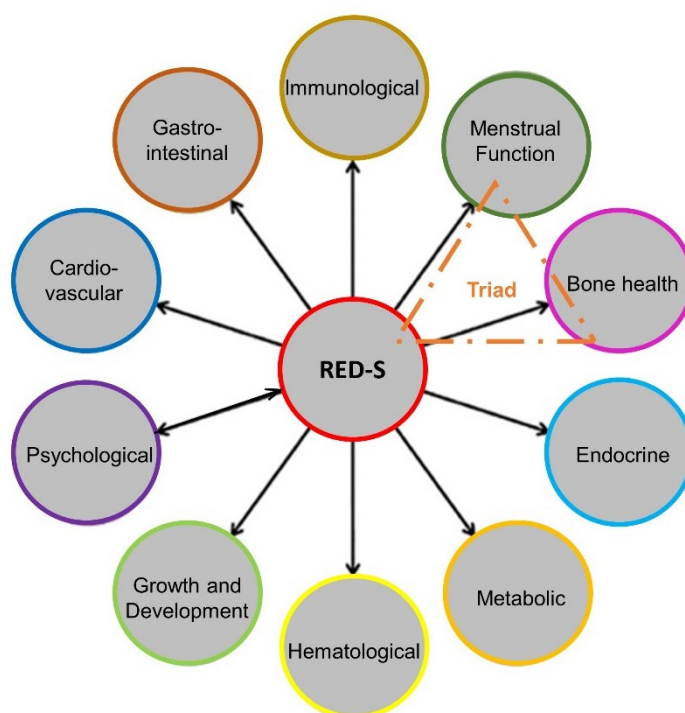 Immunological
Gastro-
intestinal
Menstrual
Function
Cardio-
vascular
Triad
Bone health
RED-S
Psychological
Endocrine
Growth and
Development
Metabolic
Hematological